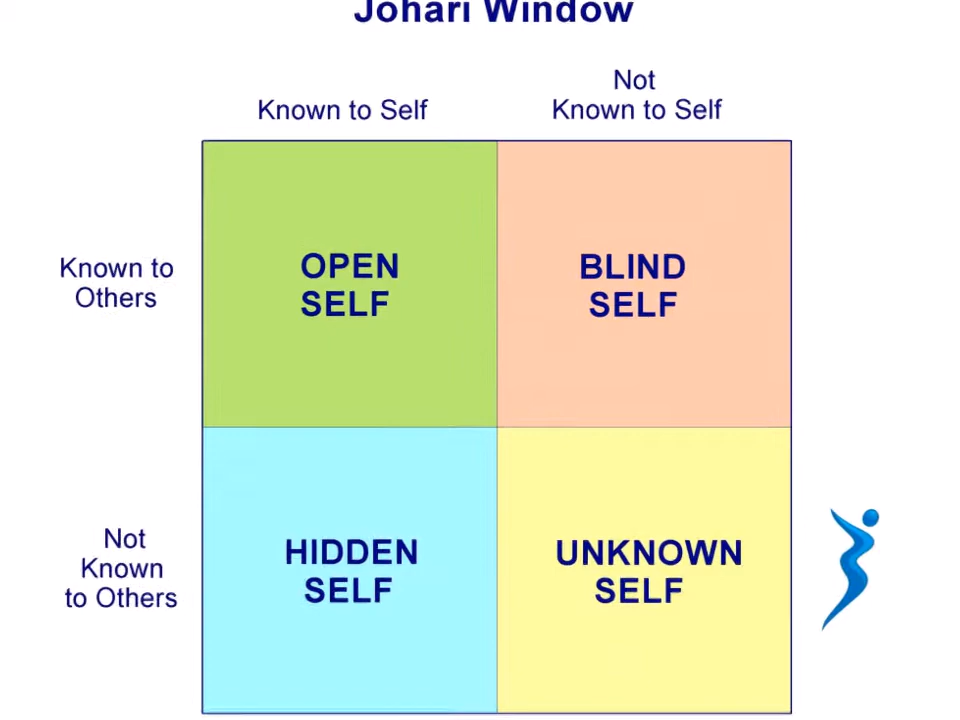 Johari Window
Not
Known to Self
Known to Self
Known to
Others
OPEN
SELF
BLIND
SELF
Not
Known
to Others
HIDDEN
SELF
UNKNOWN
SELF